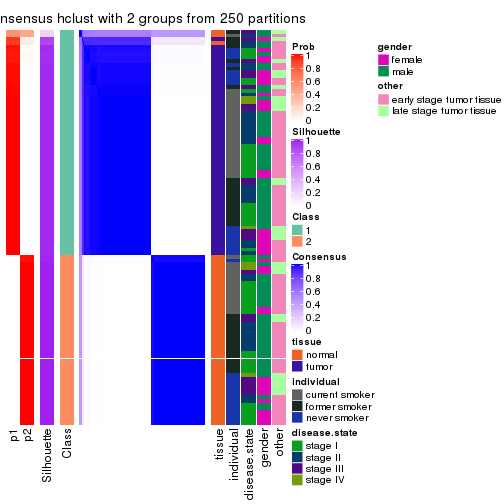 nsensus hclust with 2 groups from 250 partitions
Prob
1
0.8
0.6
0.4
0.2
0
Silhouette
1
0.8
0.6
0.4
0.2
0
Class
1
2
Consensus
1
0.8
0.6
0.4
0.2
0
tissue
normal
tumor
individual
current smoker
former smoker
never smoker
disease.state
stage I
stage II
stage III
stage IV
gender
female
male
other
early stage tumor tissue
late stage tumor tissue
p1
p2
Silhouette
Class
tissue
individual
disease.state
gender
other